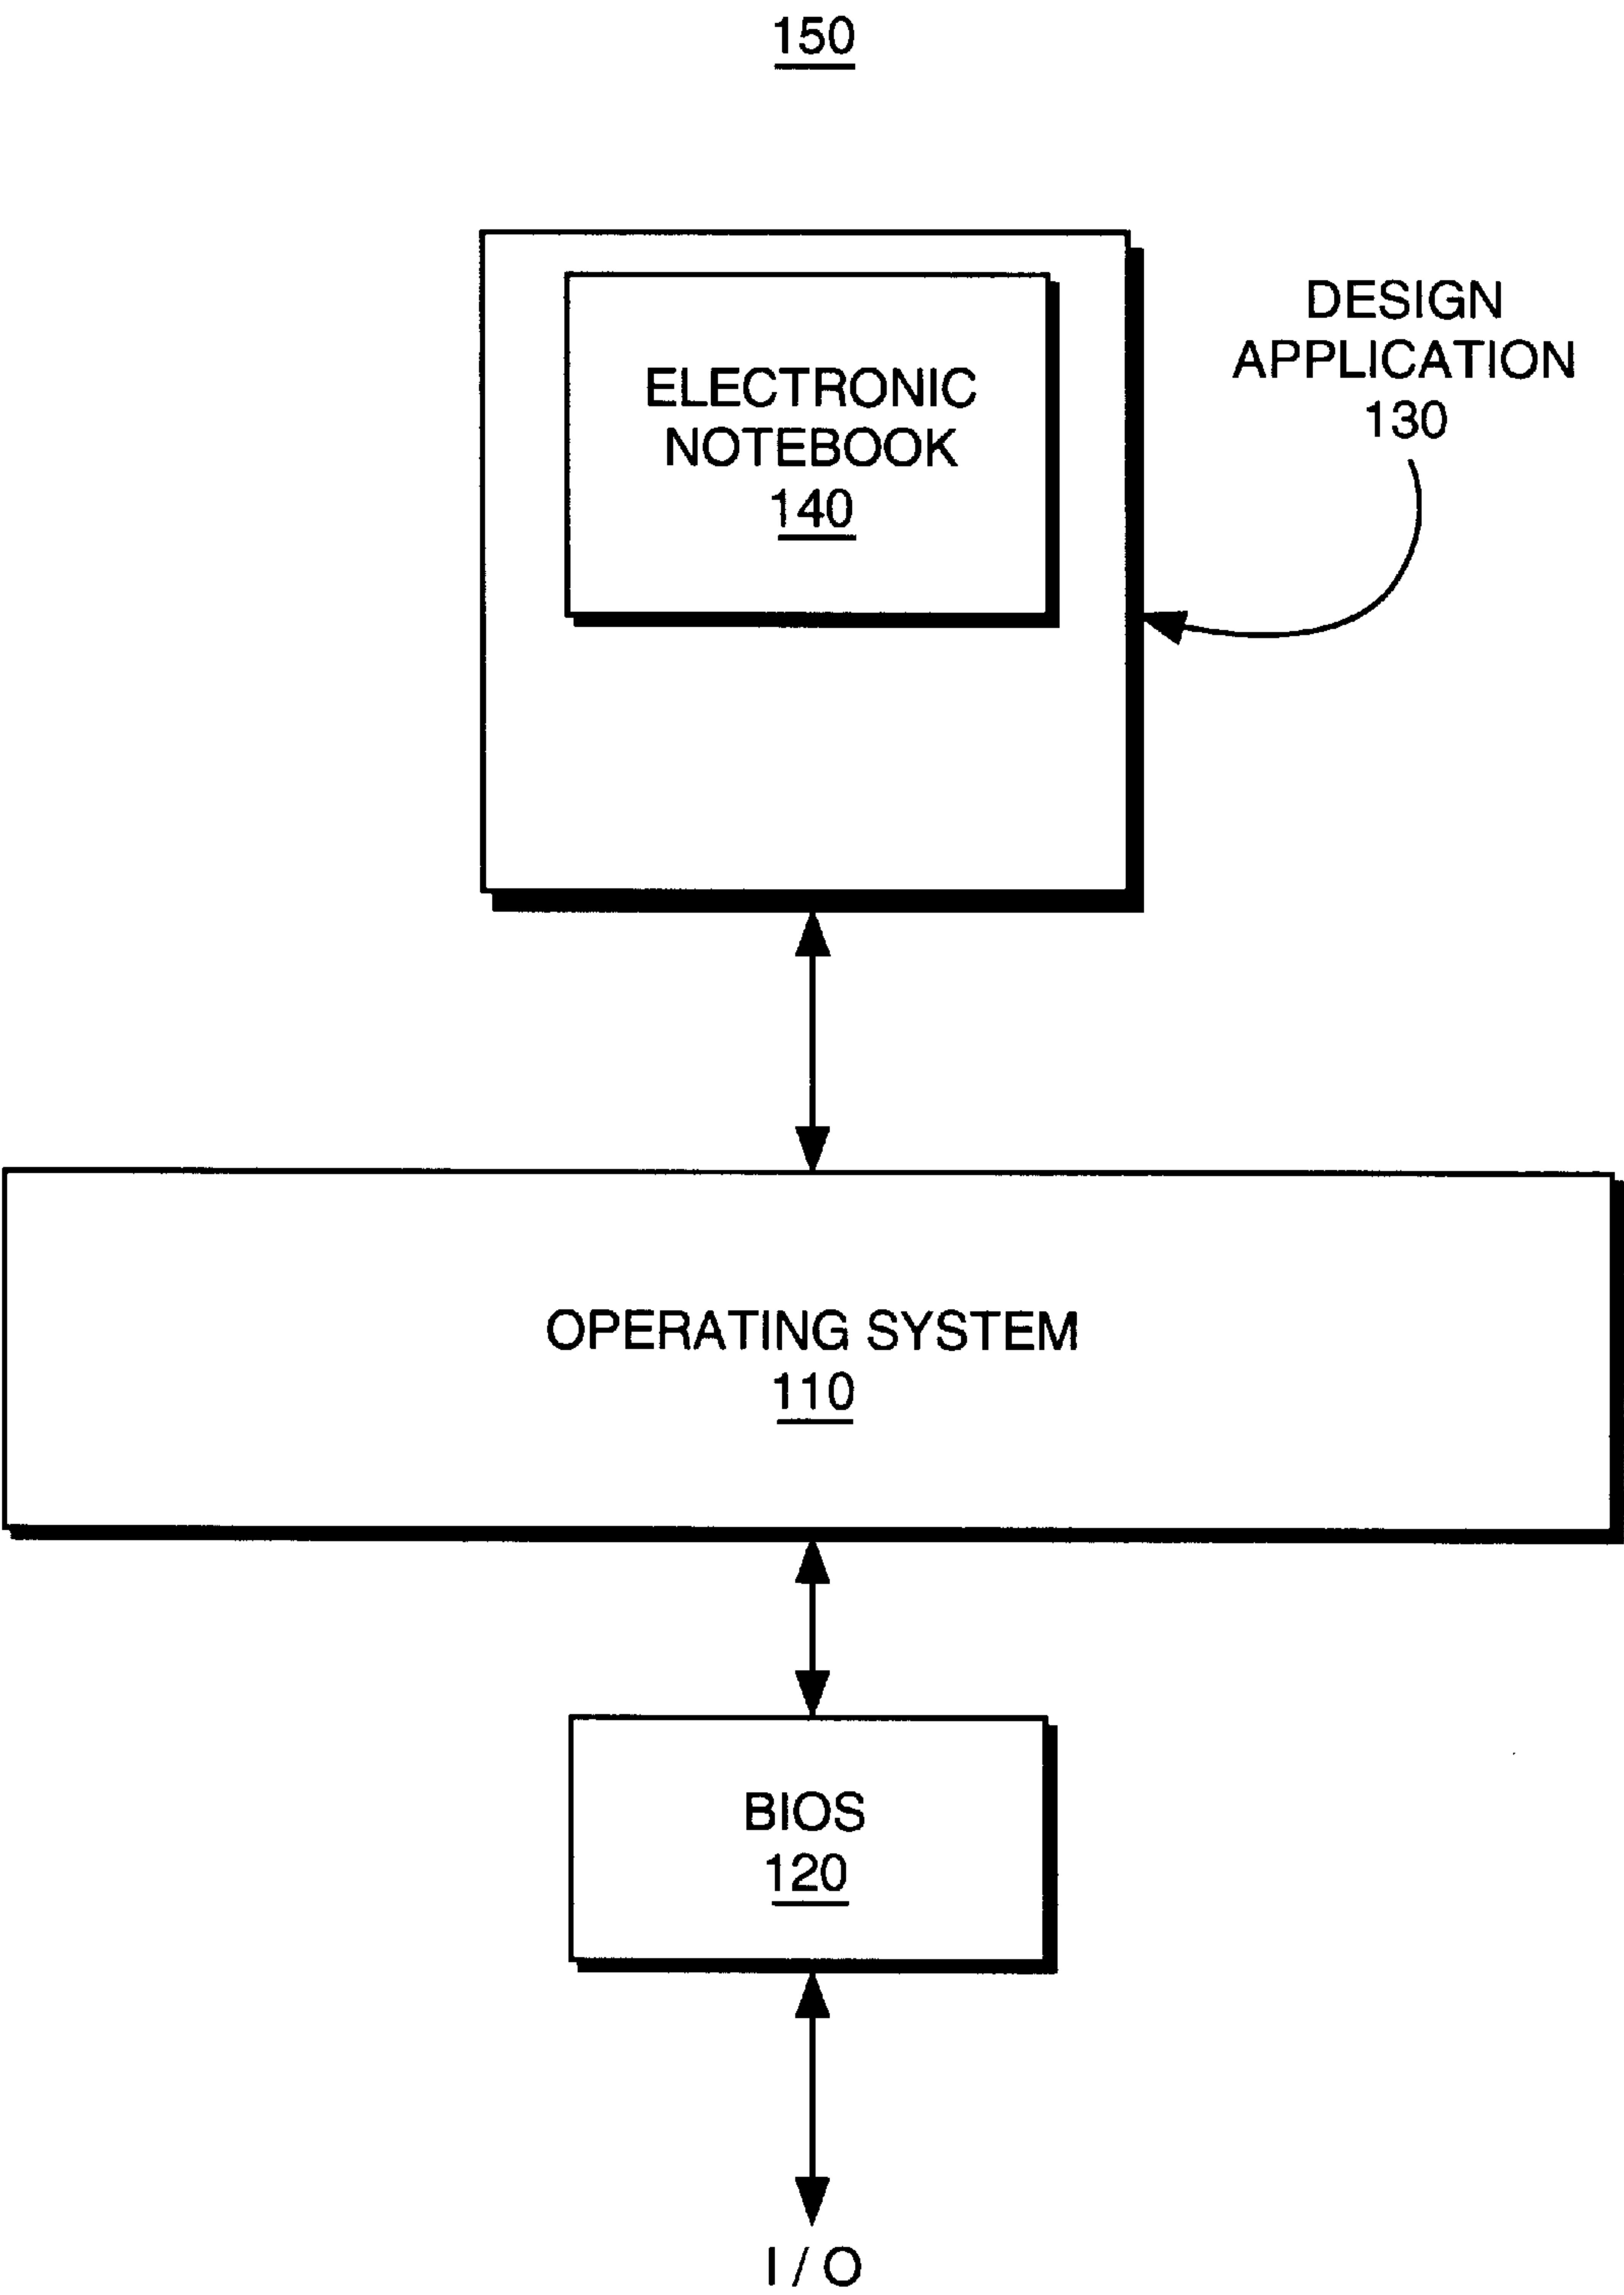 150
ELECTRONIC
NOTEBOOK
140
DESIGN
APPLICATION
130
OPERATING SYSTEM
110
BIOS
120
I / O